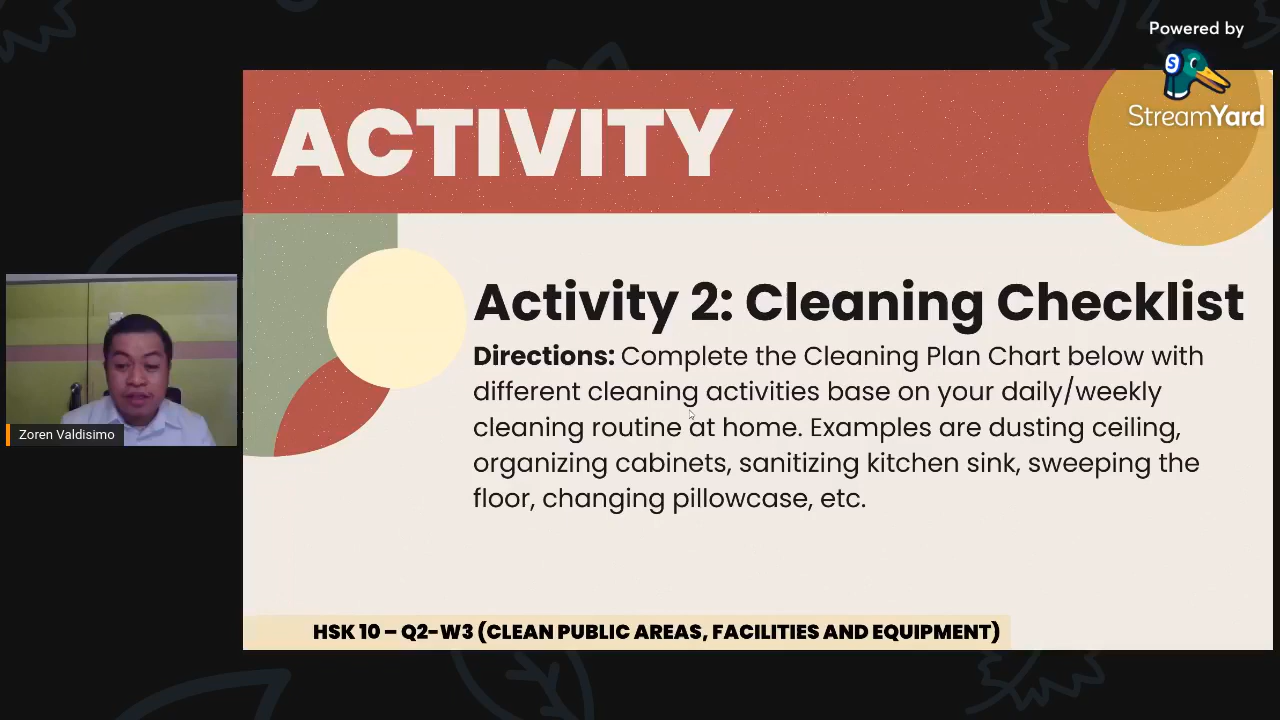 Powered by
StreamYard
ACTIVITY
Activity 2: Cleaning Checklist
Directions: Complete the Cleaning Plan Chart below with
different cleaning activities base on your daily/weekly
cleaning routine at home. Examples are dusting ceiling,
organizing cabinets, sanitizing kitchen sink, sweeping the
floor, changing pillowcase, etc.
Zoren Valdisimo
HSK 10 – Q2-W3 (CLEAN PUBLIC AREAS, FACILITIES AND EQUIPMENT)